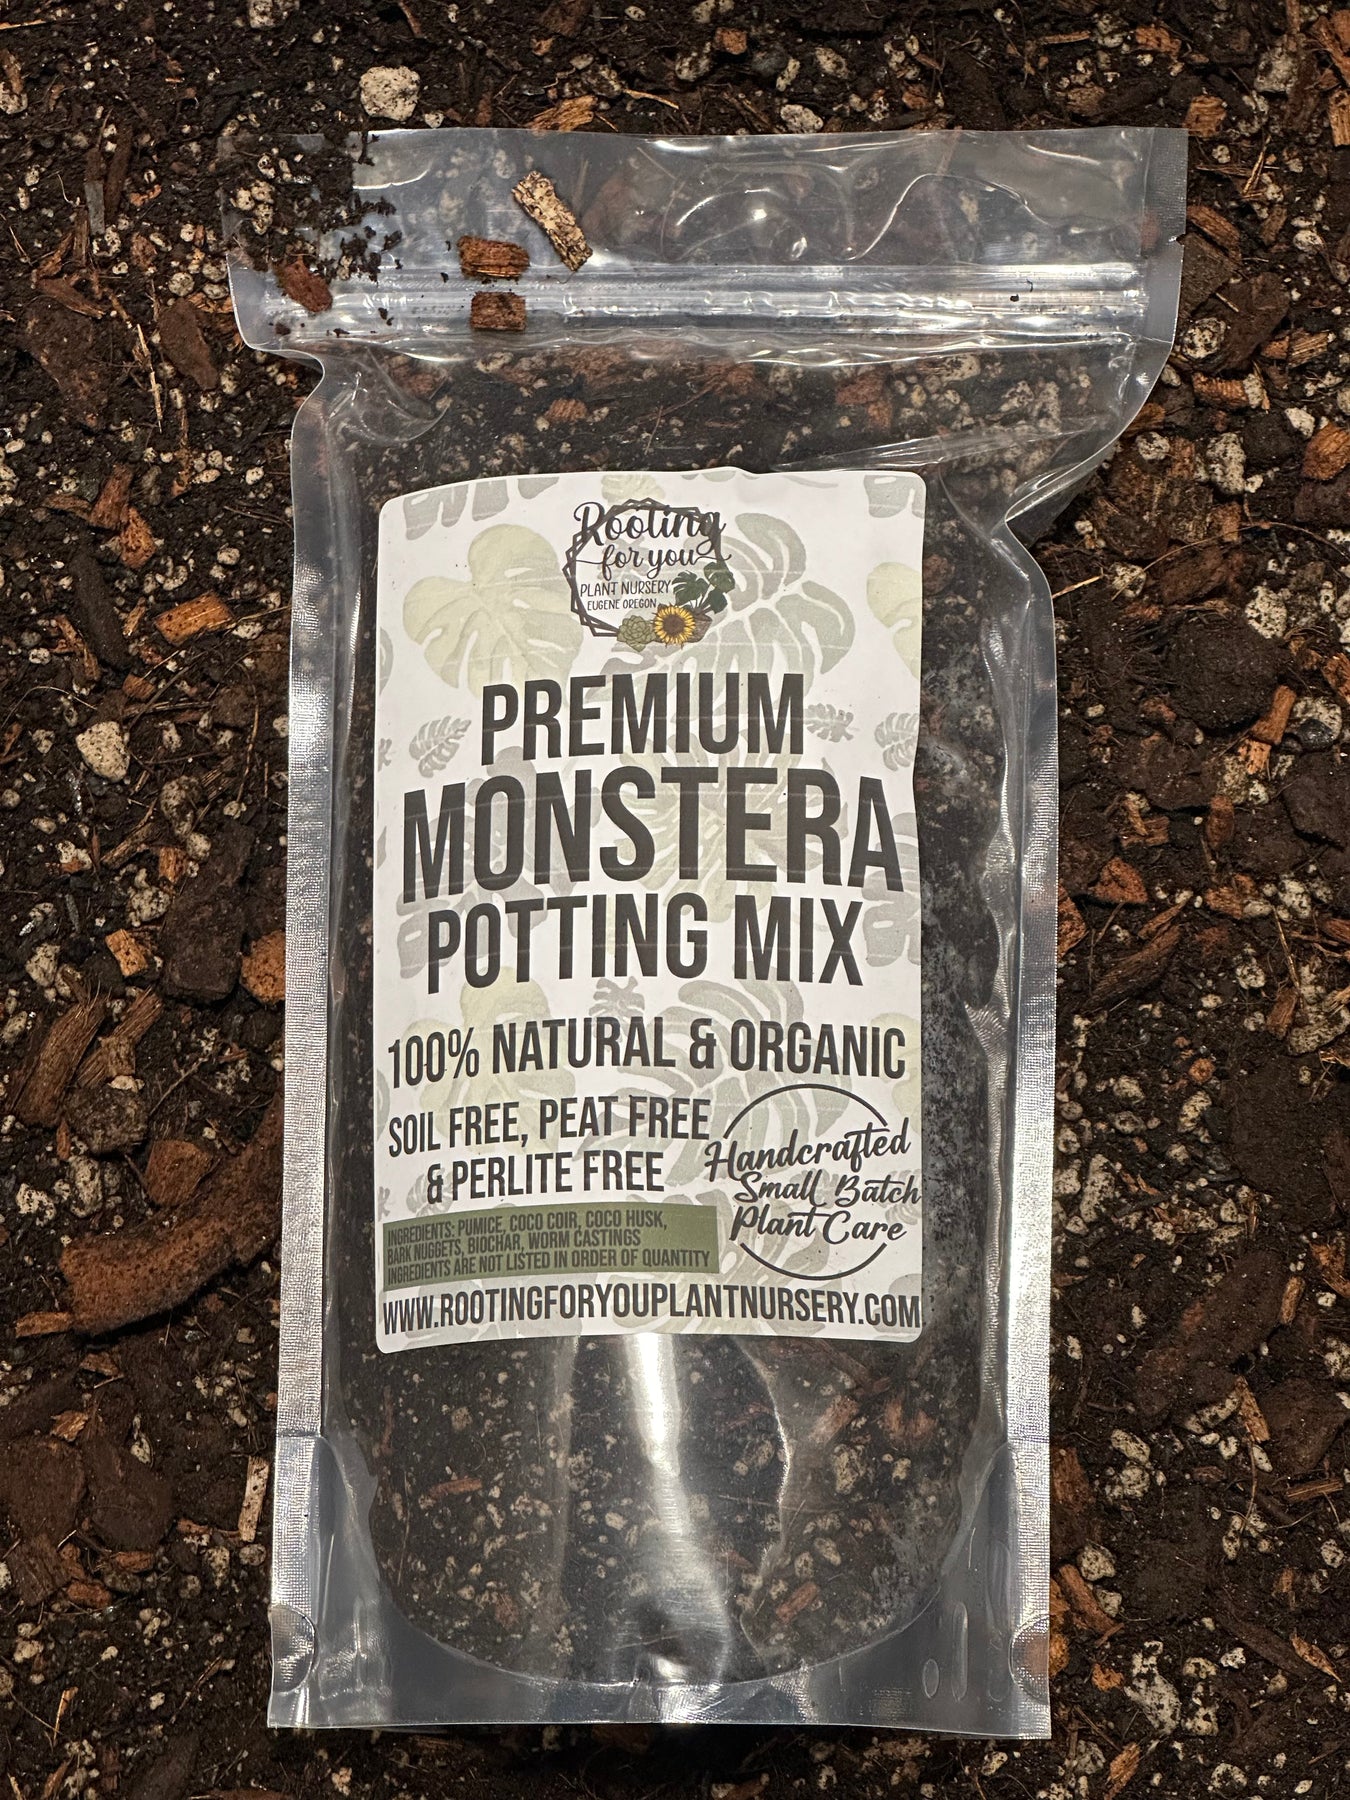 Rooting
for you
PLANT NURSERY
EUGENE OREGON
PREMIUM
MONSTERA
POTTING MIX
100% NATURAL & ORGANIC
SOIL FREE, PEAT FREE
& PERLITE FREE
Handcrafted
Small Batch
Plant Care
INGREDIENTS: PUMICE, COCO COIR, COCO HUSK,
BARK NUGGETS, BIOCHAR, WORM CASTINGS
INGREDIENTS ARE NOT LISTED IN ORDER OF QUANTITY
WWW.ROOTINGFORYOUPLANTNURSERY.COM